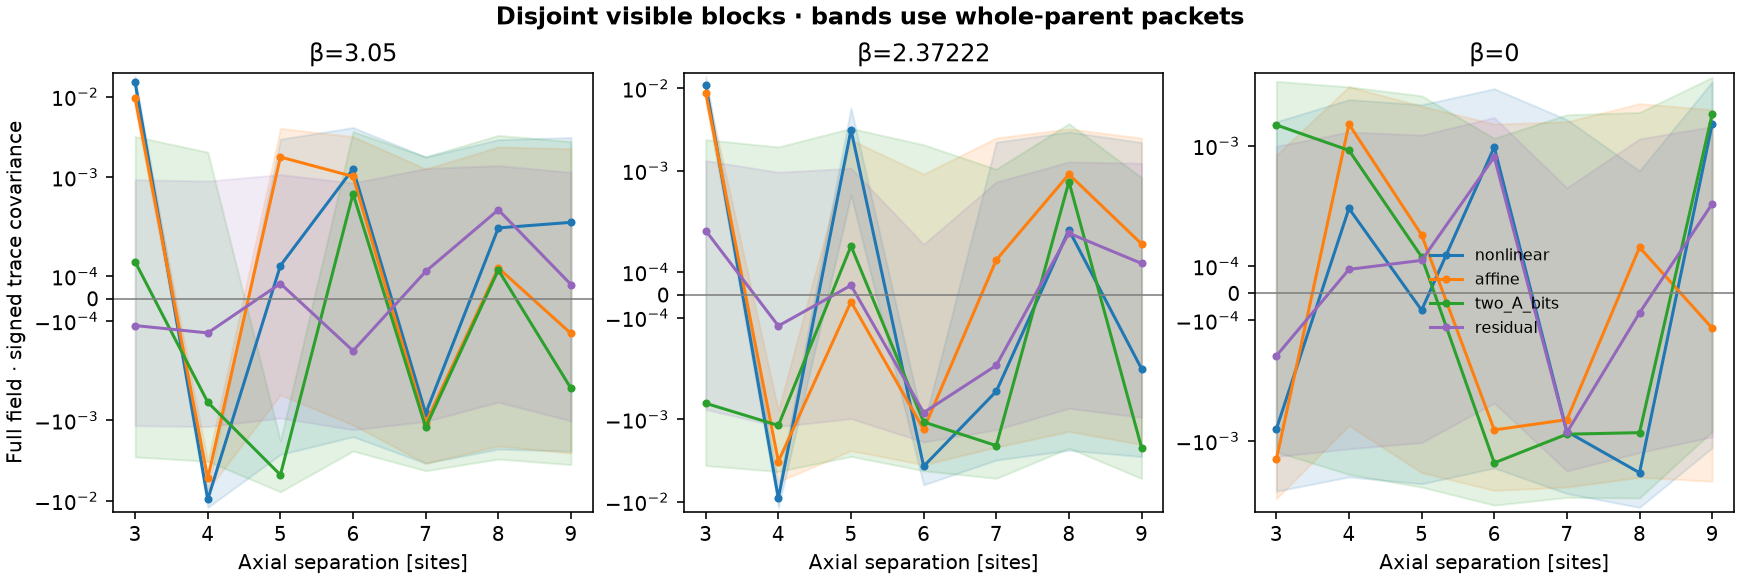 Disjoint visible blocks · bands use whole-parent packets
β=3.05
β=2.37222
β=0
Full field · signed trace covariance
10⁻²
10⁻³
10⁻⁴
0
−10⁻⁴
−10⁻³
−10⁻²
3 4 5 6 7 8 9
Axial separation [sites]
10⁻²
10⁻³
10⁻⁴
0
−10⁻⁴
−10⁻³
−10⁻²
3 4 5 6 7 8 9
Axial separation [sites]
10⁻³
10⁻⁴
0
−10⁻⁴
−10⁻³
3 4 5 6 7 8 9
Axial separation [sites]
nonlinear
affine
two_A_bits
residual